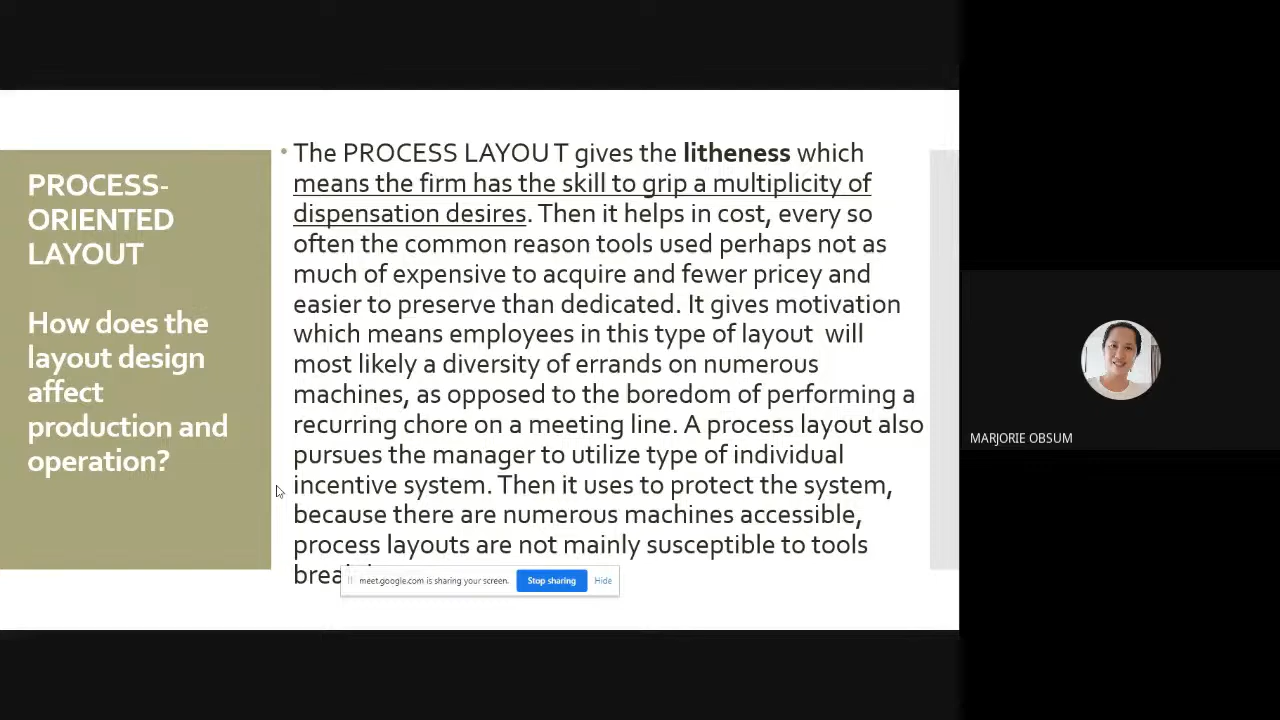 PROCESS-
ORIENTED
LAYOUT
How does the
layout design
affect
production and
operation?
• The PROCESS LAYOUT gives the litheness which
means the firm has the skill to grip a multiplicity of
dispensation desires. Then it helps in cost, every so
often the common reason tools used perhaps not as
much of expensive to acquire and fewer pricey and
easier to preserve than dedicated. It gives motivation
which means employees in this type of layout will
most likely a diversity of errands on numerous
machines, as opposed to the boredom of performing a
recurring chore on a meeting line. A process layout also
pursues the manager to utilize type of individual
incentive system. Then it uses to protect the system,
because there are numerous machines accessible,
process layouts are not mainly susceptible to tools
meet.google.com is sharing your screen. Stop sharing Hide
MARJORIE OBSUM